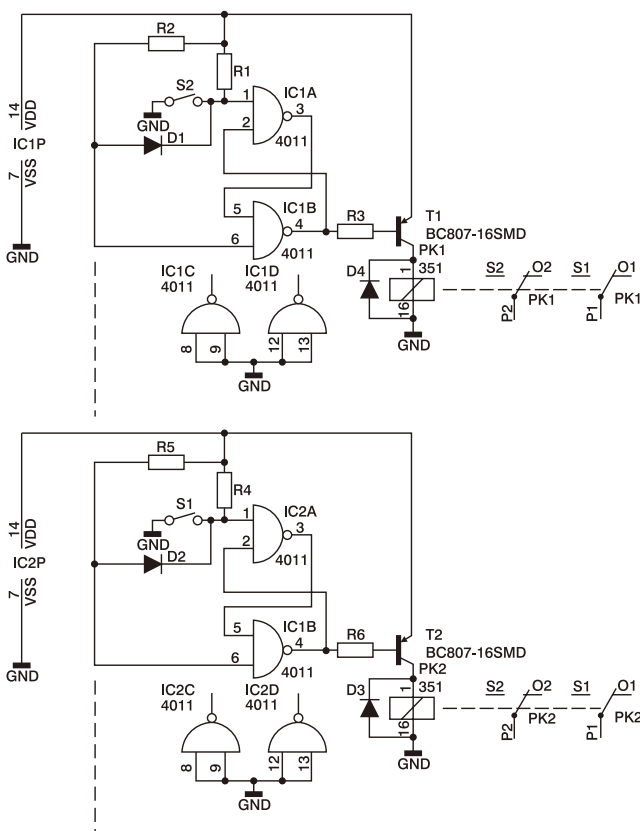 R2
R1
S2
IC1A
1
3
2
4011
GND
D1
14
VDD
IC1P
7
VSS
GND
5
IC1B
4
6
4011
R3
T1
BC807-16SMD
PK1
IC1C
4011
IC1D
4011
8
9
12
13
GND
D4
1
351
16
GND
S2
O2
P2
PK1
S1
O1
P1
PK1
R5
R4
S1
IC2A
1
3
2
4011
GND
D2
14
VDD
IC2P
7
VSS
GND
5
IC1B
4
6
4011
R6
T2
BC807-16SMD
PK2
IC2C
4011
IC2D
4011
8
9
12
13
GND
D3
1
351
16
GND
S2
O2
P2
PK2
S1
O1
P1
PK2